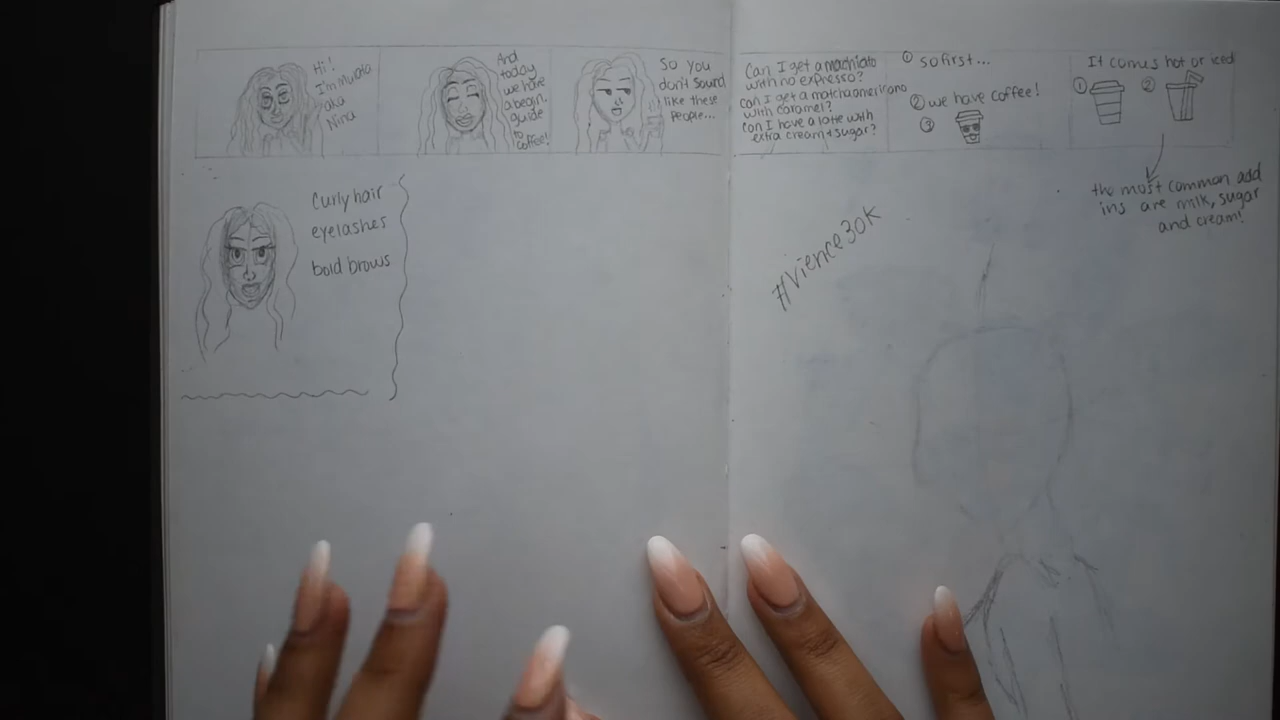 Hi!
I'm
aka
Nina
And
today
we have
a begin.
guide
to
coffee!
So you
don't sound
like these
people...
Can I get a machiato
with no expresso?
can I get a matcha americano
with caramel?
can I have a latte with
extra cream + sugar?
① so first...
② we have coffee!
③
It comes hot or iced
① ②
the most common add
ins are milk, sugar
and cream!
Curly hair
eyelashes
bold brows
#Vience30K